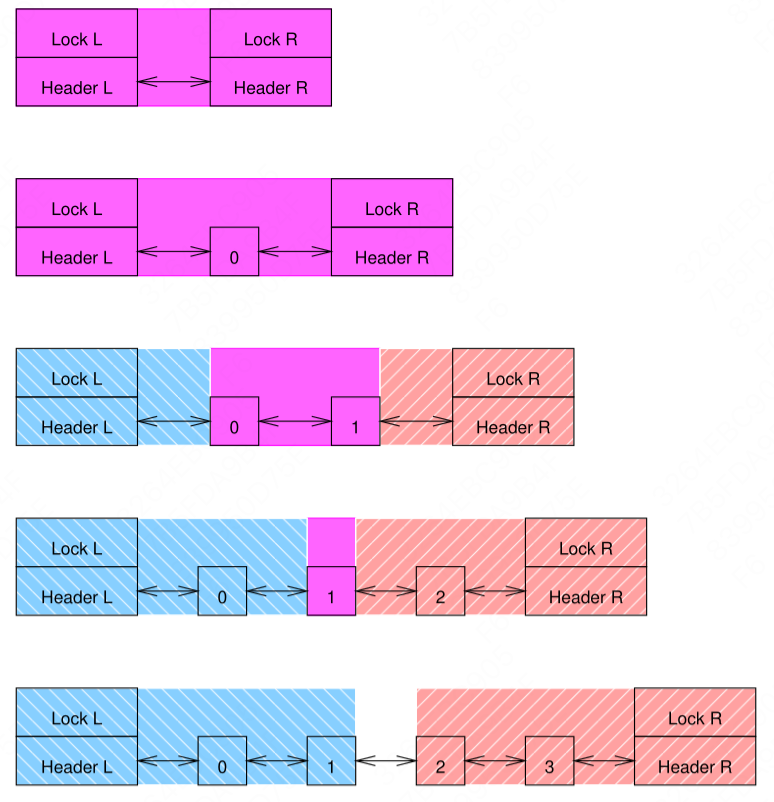 Lock L Lock R
Header L Header R
Lock L Lock R
Header L 0 Header R
Lock L Lock R
Header L 0 1 Header R
Lock L Lock R
Header L 0 1 2 Header R
Lock L Lock R
Header L 0 1 2 3 Header R